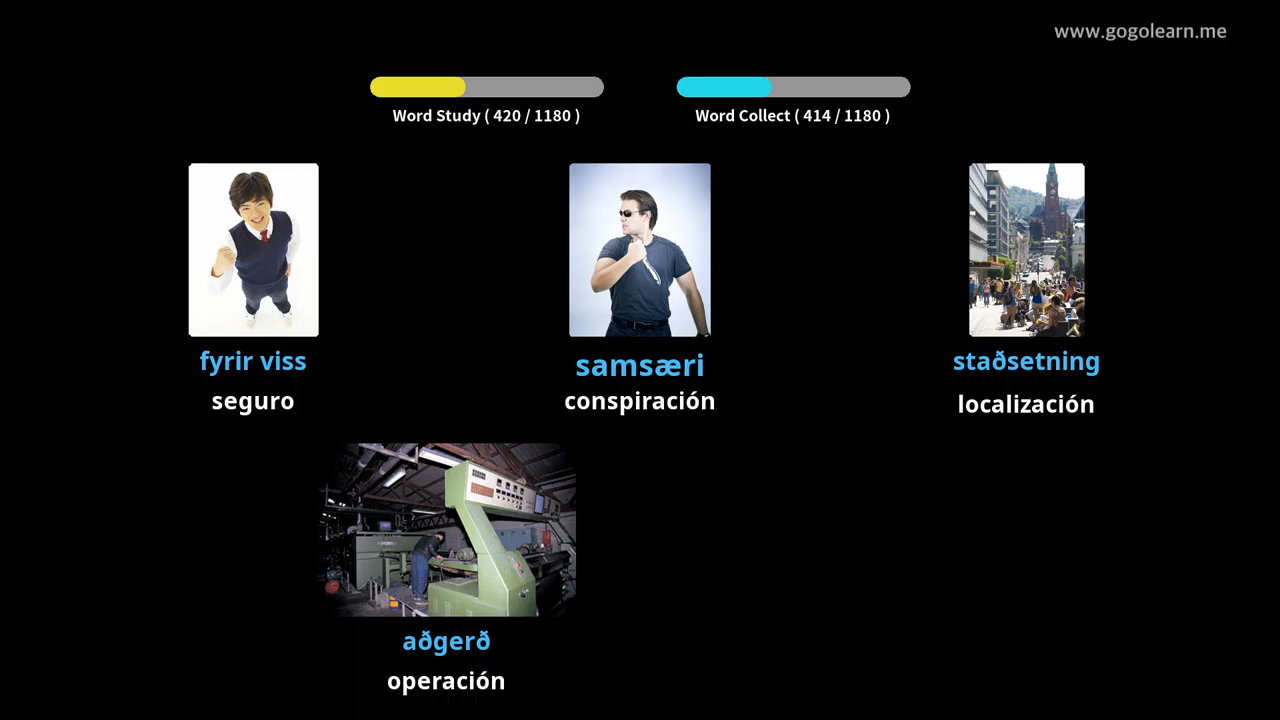 www.gogolearn.me
Word Study ( 420 / 1180 )
Word Collect ( 414 / 1180 )
fyrir viss
seguro
samsæri
conspiración
staðsetning
localización
aðgerð
operación